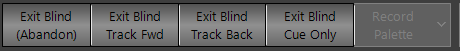 Exit Blind
(Abandon)
Exit Blind
Track Fwd
Exit Blind
Track Back
Exit Blind
Cue Only
Record
Palette